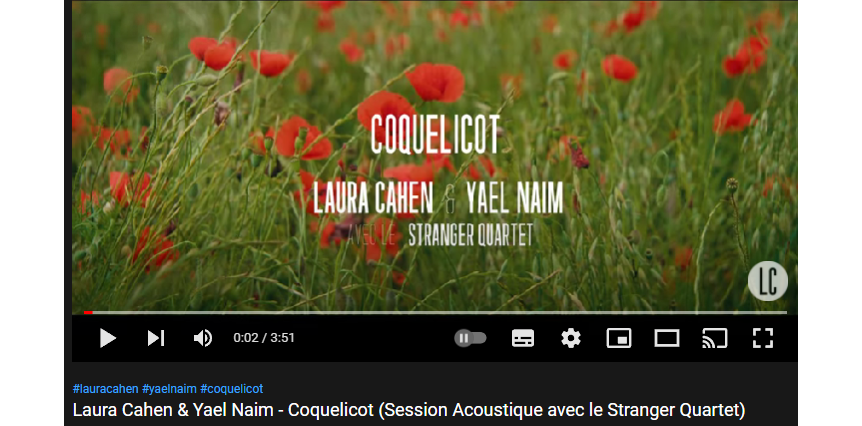 COQUELICOT
LAURA CAHEN & YAEL NAIM
AVEC LE STRANGER QUARTET
LC
0:02 / 3:51
#lauracahen #yaelnaim #coquelicot
Laura Cahen & Yael Naim - Coquelicot (Session Acoustique avec le Stranger Quartet)